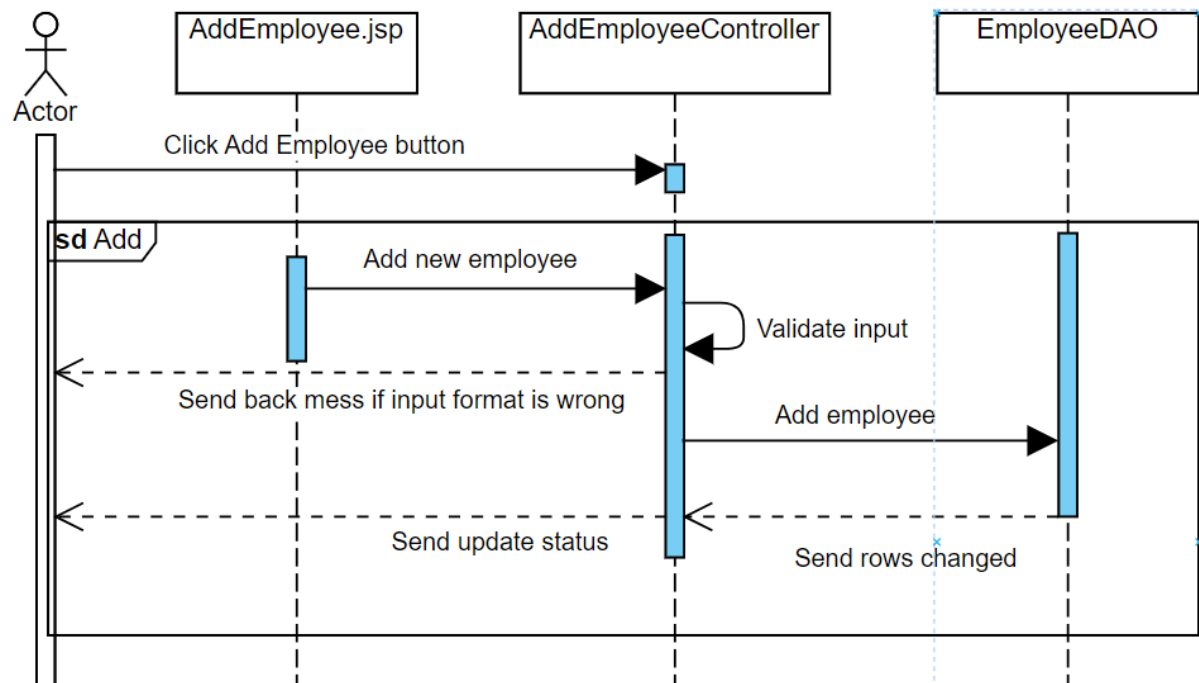 AddEmployee.jsp
AddEmployeeController
EmployeeDAO
Actor
Click Add Employee button
sd Add
Add new employee
Validate input
Send back mess if input format is wrong
Add employee
Send update status
Send rows changed